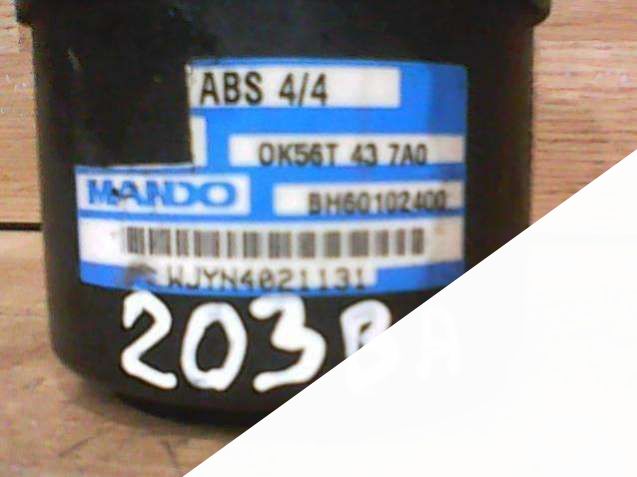 ABS 4/4
OK56T 43 7A0
MANDO
BH60102400
WJYN4021131
203BA